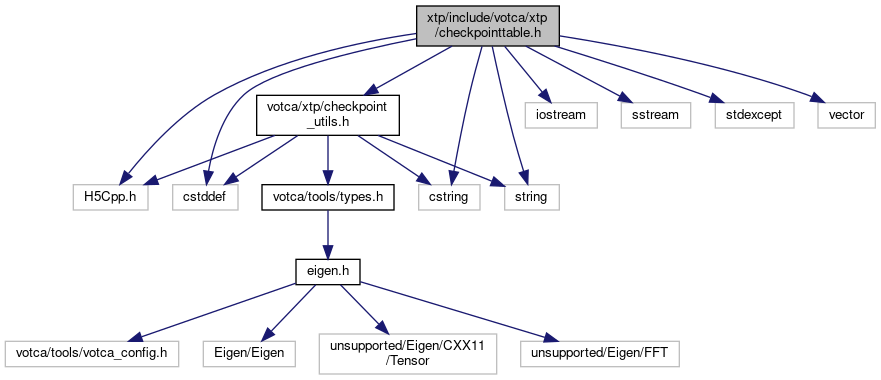 xtp/include/votca/xtp
/checkpointtable.h
votca/xtp/checkpoint
_utils.h
iostream
sstream
stdexcept
vector
H5Cpp.h
cstddef
votca/tools/types.h
cstring
string
eigen.h
votca/tools/votca_config.h
Eigen/Eigen
unsupported/Eigen/CXX11
/Tensor
unsupported/Eigen/FFT